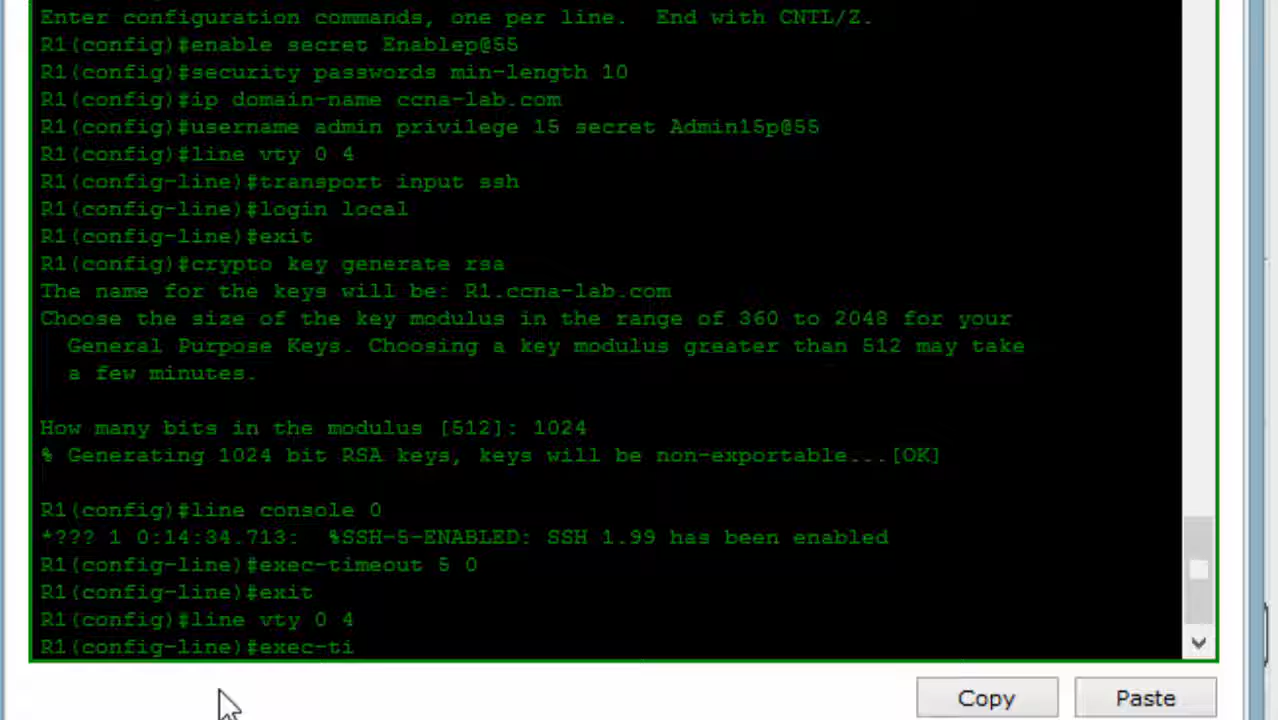 Enter configuration commands, one per line.  End with CNTL/Z.
R1(config)#enable secret Enablep@55
R1(config)#security passwords min-length 10
R1(config)#ip domain-name ccna-lab.com
R1(config)#username admin privilege 15 secret Admin15p@55
R1(config)#line vty 0 4
R1(config-line)#transport input ssh
R1(config-line)#login local
R1(config-line)#exit
R1(config)#crypto key generate rsa
The name for the keys will be: R1.ccna-lab.com
Choose the size of the key modulus in the range of 360 to 2048 for your
  General Purpose Keys. Choosing a key modulus greater than 512 may take
  a few minutes.
How many bits in the modulus [512]: 1024
% Generating 1024 bit RSA keys, keys will be non-exportable...[OK]
R1(config)#line console 0
*??? 1 0:14:34.713:  %SSH-5-ENABLED: SSH 1.99 has been enabled
R1(config-line)#exec-timeout 5 0
R1(config-line)#exit
R1(config)#line vty 0 4
R1(config-line)#exec-ti
Copy
Paste